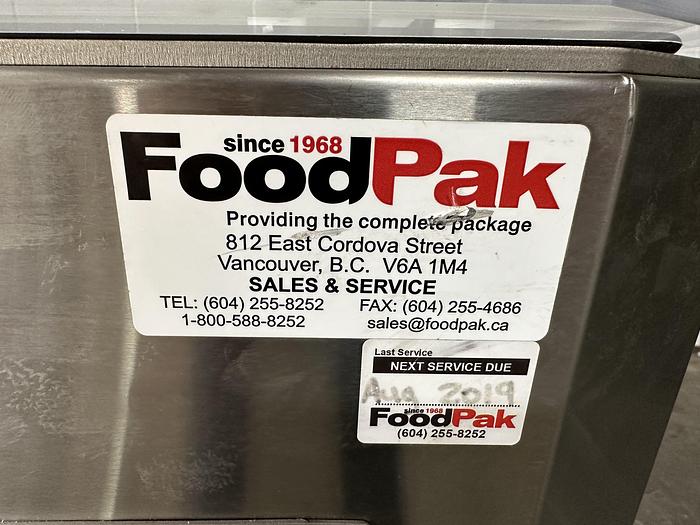 since 1968
FoodPak
Providing the complete package
812 East Cordova Street
Vancouver, B.C. V6A 1M4
SALES & SERVICE
TEL: (604) 255-8252 FAX: (604) 255-4686
1-800-588-8252 sales@foodpak.ca
Last Service
NEXT SERVICE DUE
Aug 2019
since 1968
FoodPak
(604) 255-8252